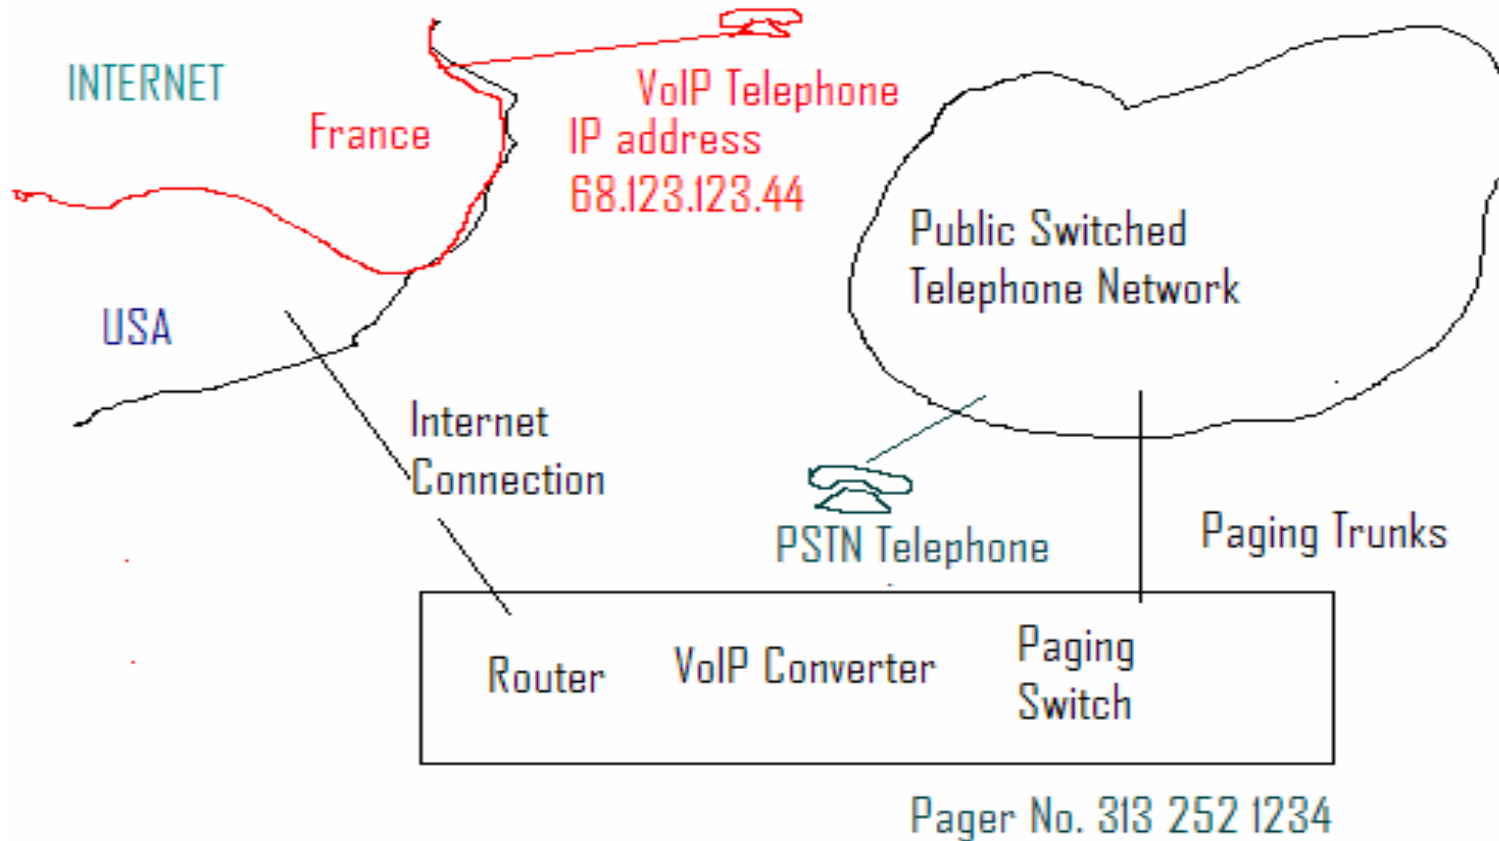 INTERNET
France
VoIP Telephone
IP address
68.123.123.44
Public Switched
Telephone Network
USA
Internet
Connection
PSTN Telephone
Paging Trunks
Router
VoIP Converter
Paging
Switch
Pager No. 313 252 1234